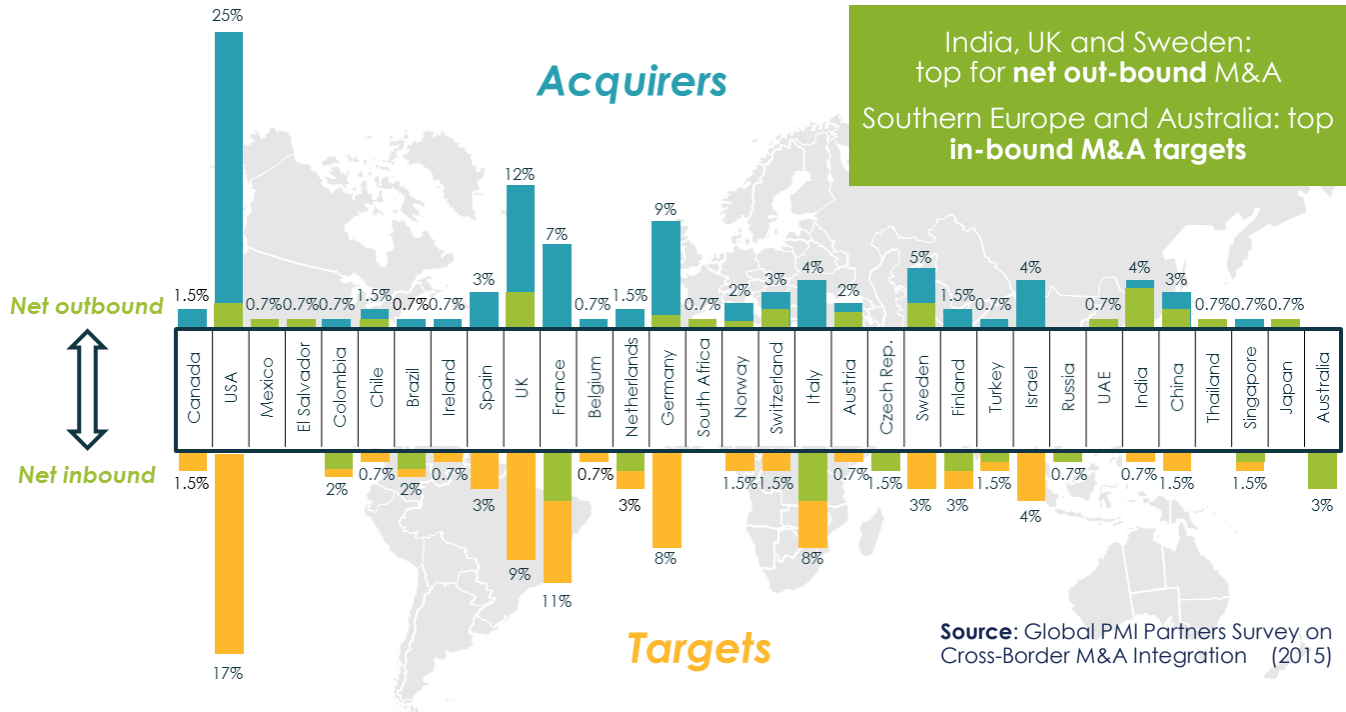 25%
Acquirers
India, UK and Sweden:
top for net out-bound M&A
Southern Europe and Australia: top
in-bound M&A targets
12%
9%
7%
5%
3%
4%
3%
4%
4%
3%
Net outbound
1.5%
0.7%
0.7%
0.7%
1.5%
0.7%
0.7%
0.7%
1.5%
0.7%
2%
2%
1.5%
0.7%
0.7%
0.7%
0.7%
0.7%
Canada
USA
Mexico
El Salvador
Colombia
Chile
Brazil
Ireland
Spain
UK
France
Belgium
Netherlands
Germany
South Africa
Norway
Switzerland
Italy
Austria
Czech Rep.
Sweden
Finland
Turkey
Israel
Russia
UAE
India
China
Thailand
Singapore
Japan
Australia
Net inbound
1.5%
17%
2%
0.7%
2%
0.7%
3%
9%
11%
0.7%
3%
8%
1.5%
1.5%
8%
0.7%
1.5%
3%
3%
1.5%
4%
0.7%
0.7%
1.5%
1.5%
3%
Targets
Source: Global PMI Partners Survey on
Cross-Border M&A Integration (2015)